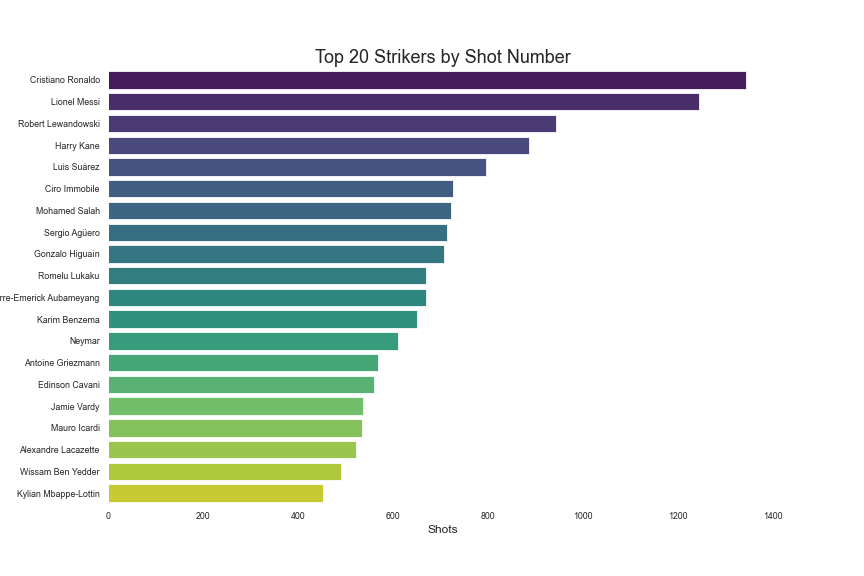 Top 20 Strikers by Shot Number
Cristiano Ronaldo
Lionel Messi
Robert Lewandowski
Harry Kane
Luis Suárez
Ciro Immobile
Mohamed Salah
Sergio Agüero
Gonzalo Higuaín
Romelu Lukaku
rre-Emerick Aubameyang
Karim Benzema
Neymar
Antoine Griezmann
Edinson Cavani
Jamie Vardy
Mauro Icardi
Alexandre Lacazette
Wissam Ben Yedder
Kylian Mbappe-Lottin
0 200 400 600 800 1000 1200 1400
Shots